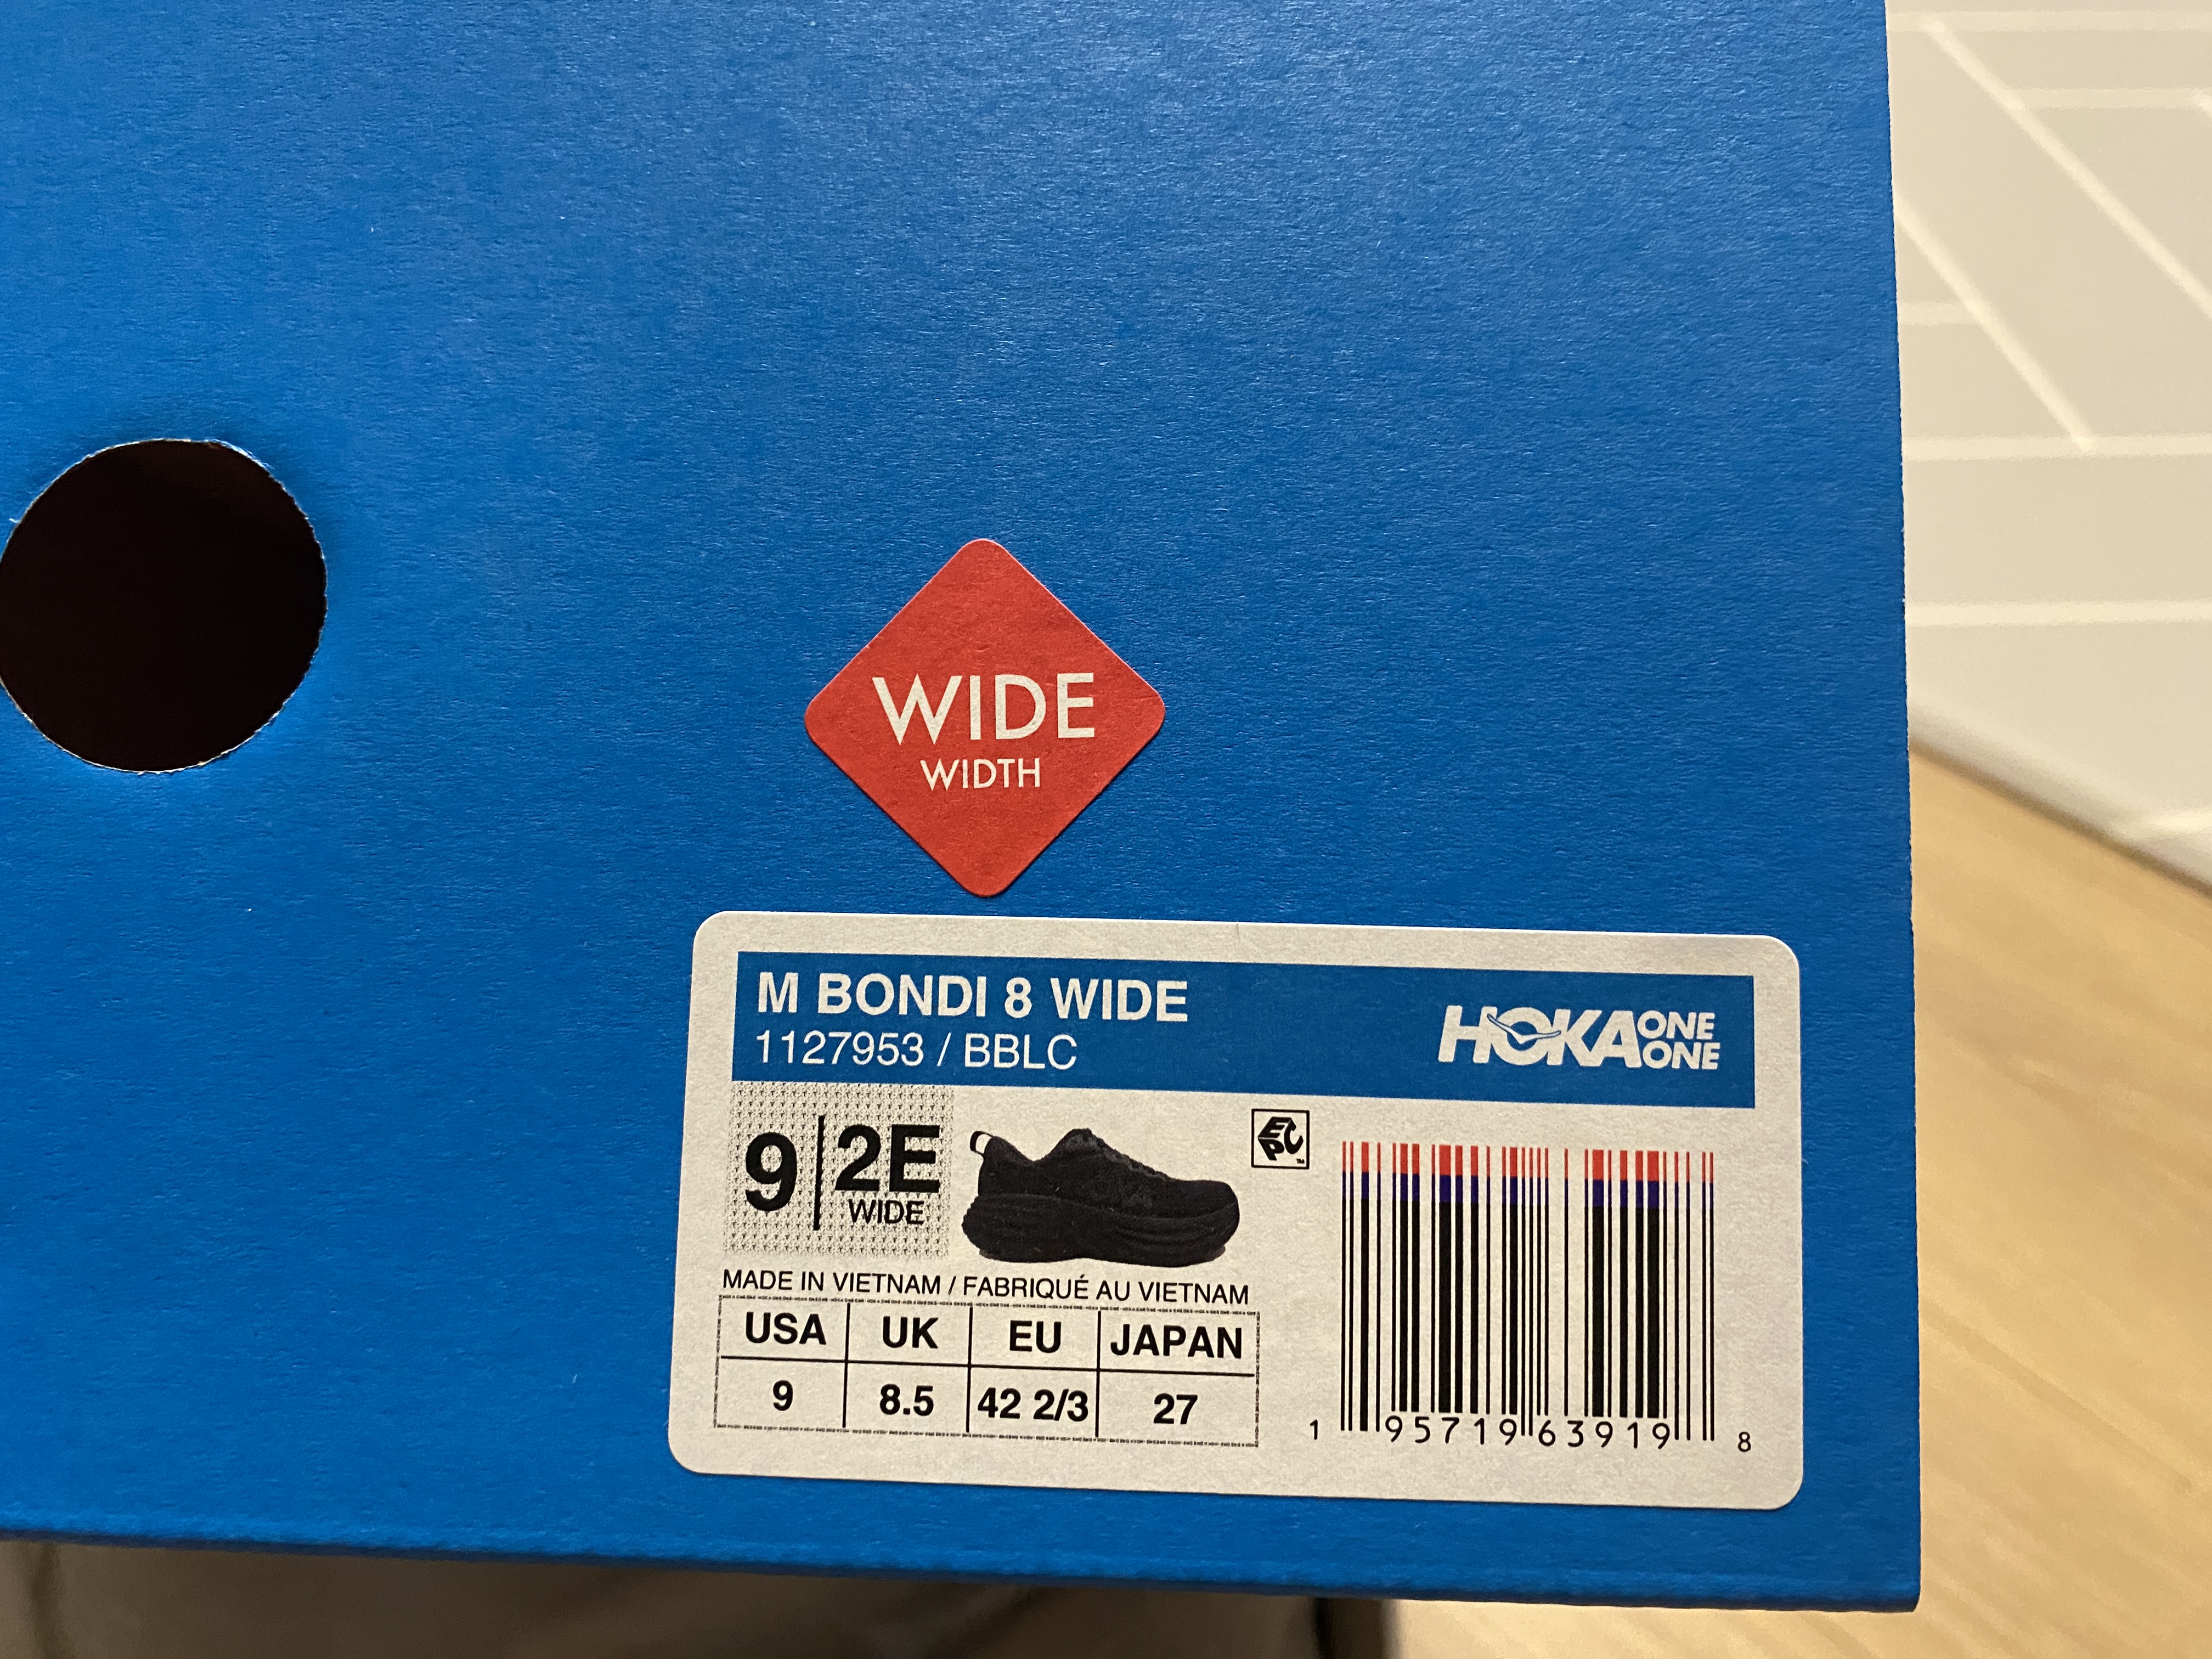 WIDE
WIDTH
M BONDI 8 WIDE
1127953 / BBLC
HOKA ONE ONE
9 2E
WIDE
EPC
MADE IN VIETNAM / FABRIQUÉ AU VIETNAM
USA UK EU JAPAN
9 8.5 42 2/3 27
1 95719 63919 8